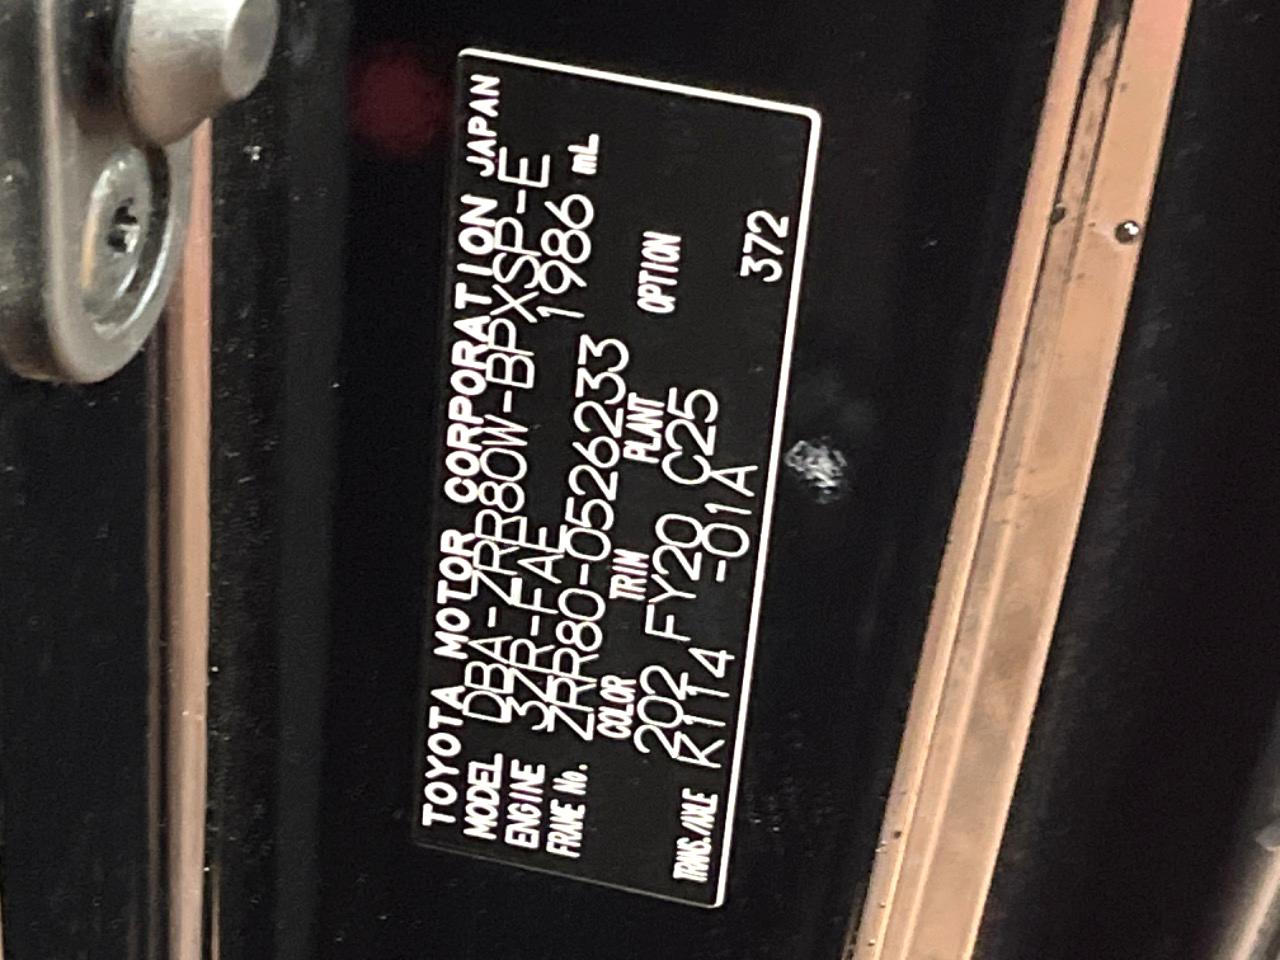 TOYOTA MOTOR CORPORATION JAPAN
MODEL DBA-ZRR80W-BPXSP-E
ENGINE 3ZR-FAE 1986 mL
FRAME No. ZRR80-0526233
COLOR TRIM PLANT OPTION
202 FY20 C25
TRANS./AXLE K114 -01A 372